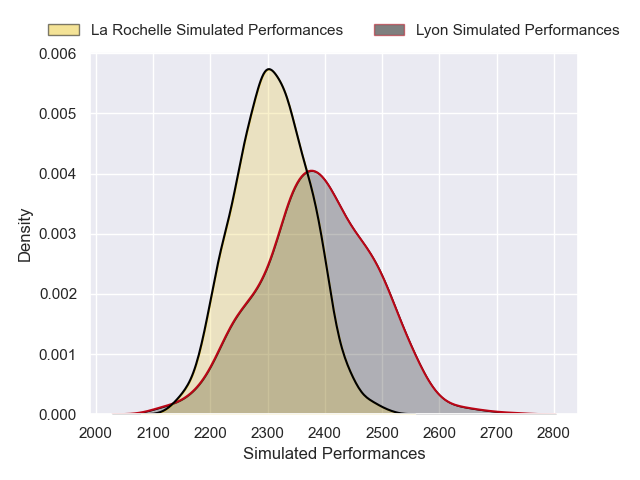 La Rochelle Simulated Performances
Lyon Simulated Performances
0.006
0.005
0.004
0.003
0.002
0.001
0.000
Density
2000 2100 2200 2300 2400 2500 2600 2700 2800
Simulated Performances